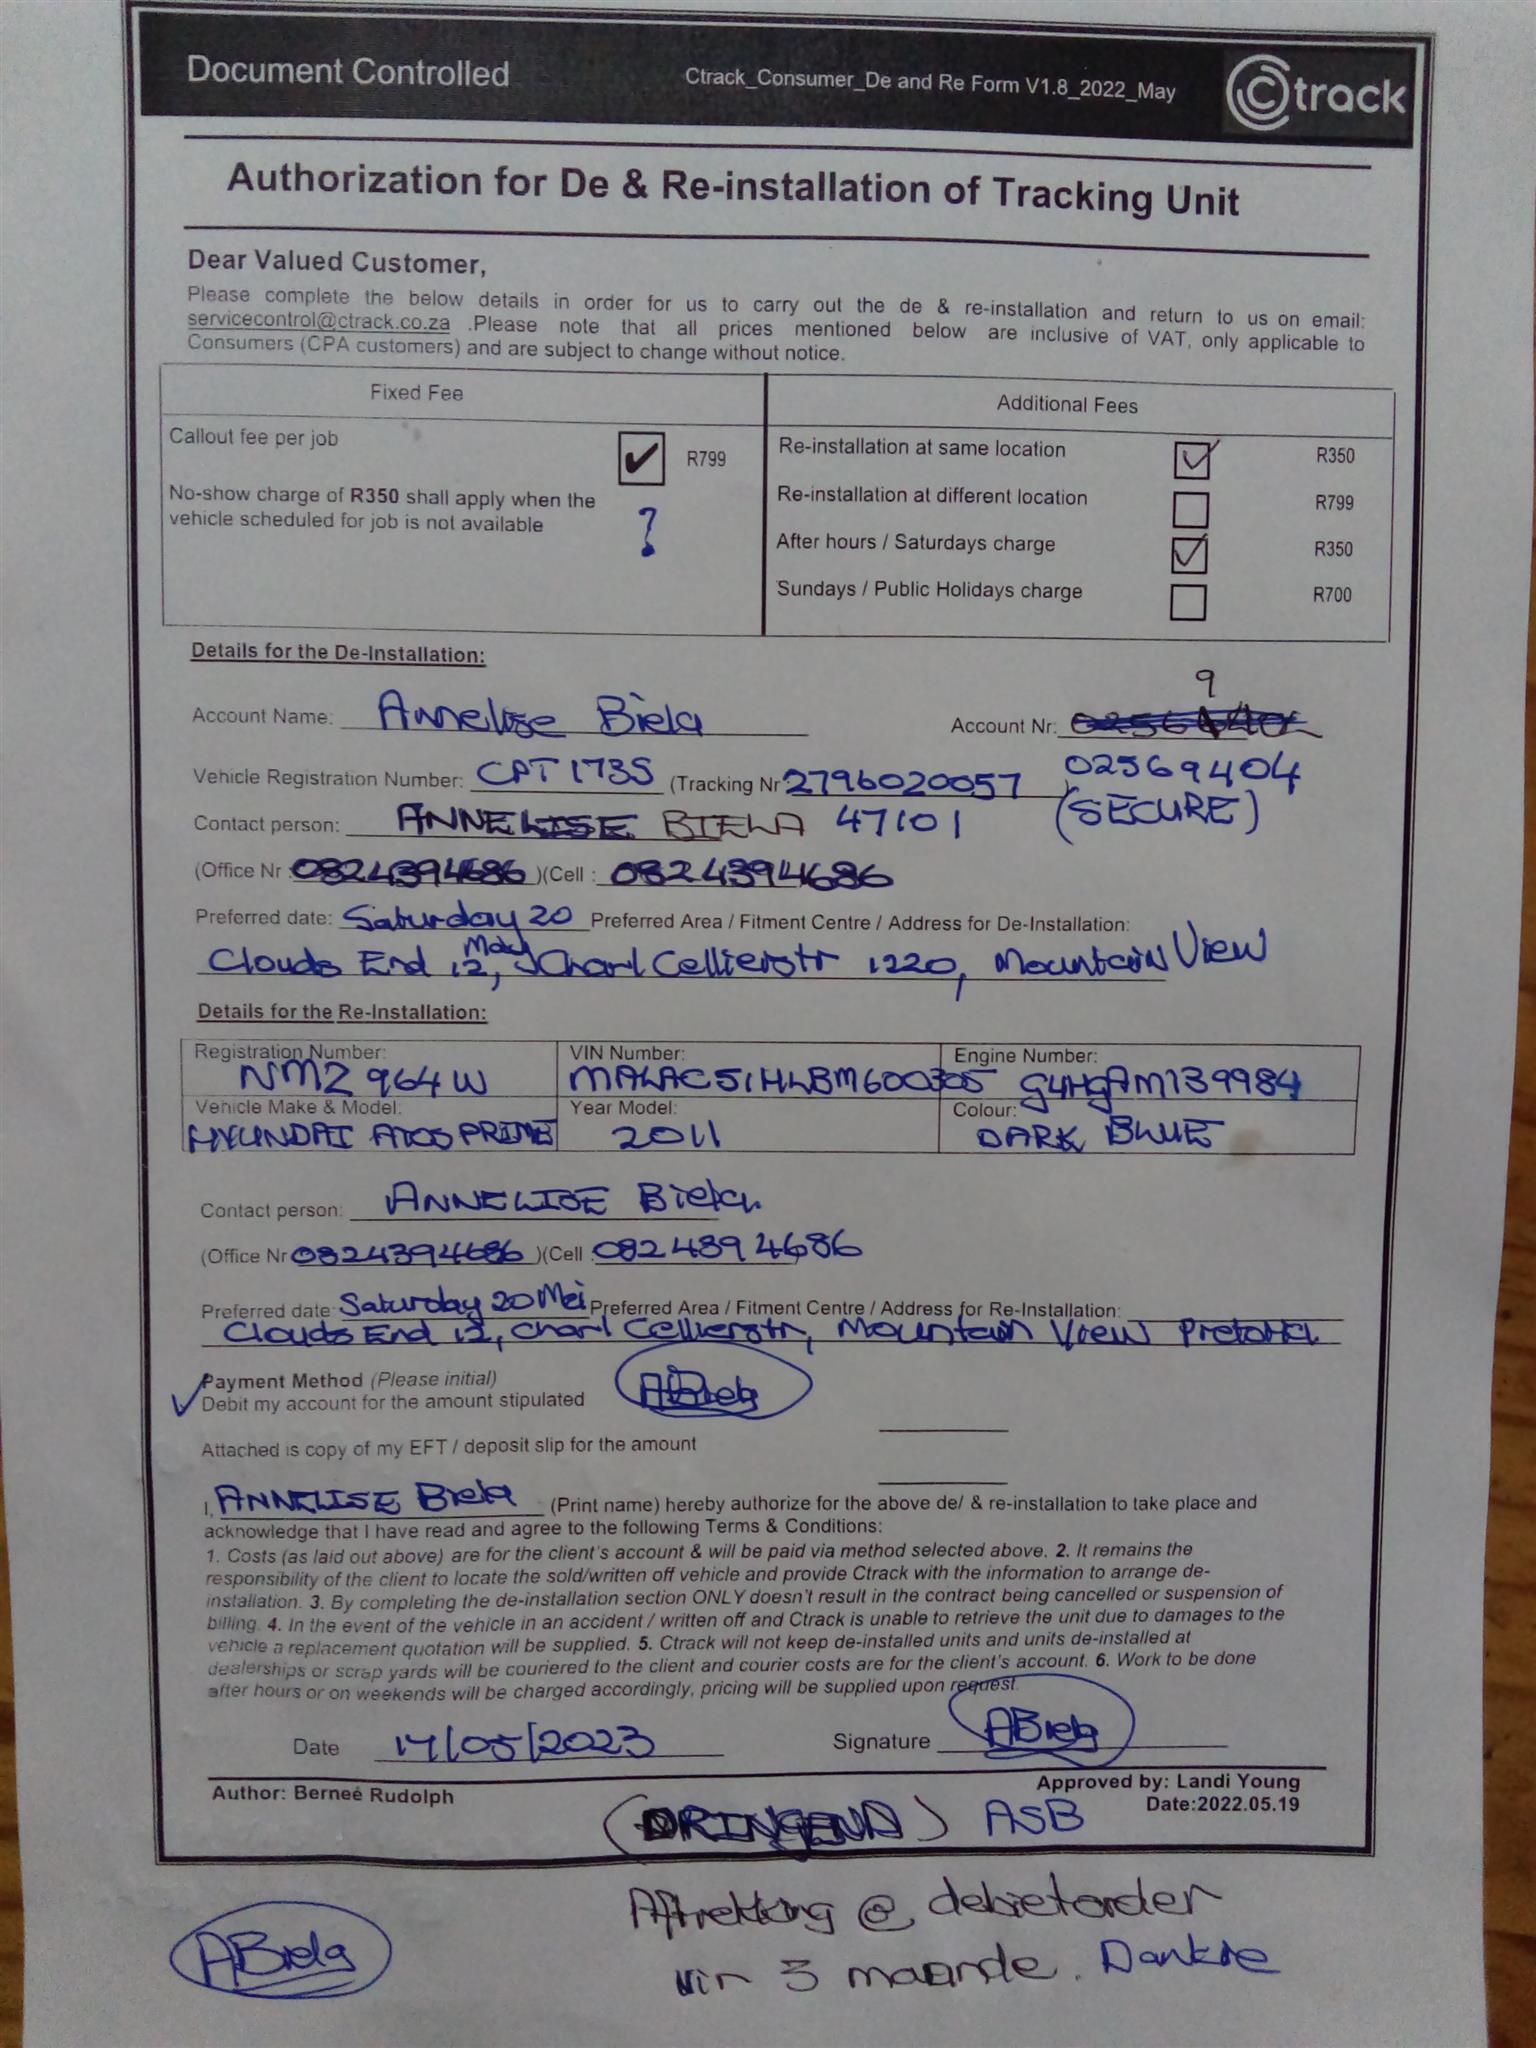 Document Controlled
Ctrack_Consumer_De and Re Form V1.8_2022_May
Ctrack
Authorization for De & Re-installation of Tracking Unit
Dear Valued Customer,
Please complete the below details in order for us to carry out the de & re-installation and return to us on email:
servicecontrol@ctrack.co.za .Please note that all prices mentioned below are inclusive of VAT, only applicable to
Consumers (CPA customers) and are subject to change without notice.
Fixed Fee
Callout fee per job ✔ R799
No-show charge of R350 shall apply when the
vehicle scheduled for job is not available ?
Additional Fees
Re-installation at same location ✓ R350
Re-installation at different location R799
After hours / Saturdays charge ✓ R350
Sundays / Public Holidays charge R700
Details for the De-Installation:
9
Account Name: Annelise Biela Account Nr:
Vehicle Registration Number: CPT173S (Tracking Nr 2796020057 02569404
Contact person: ANNELISE BIELA 47101 (SECURE)
(Office Nr : 0824394686 )(Cell : 0824394686
Preferred date: Saturday 20 May Preferred Area / Fitment Centre / Address for De-Installation:
Clouds End 12, Charl Cellierstr 1220, Mountain View
Details for the Re-Installation:
Registration Number: VIN Number: Engine Number:
NMZ 964W MALAC51HLBM600305 G4HGAM139984
Vehicle Make & Model: Year Model: Colour:
HYUNDAI ATOS PRIME 2011 DARK BLUE
Contact person: ANNELISE Biela
(Office Nr 0824394686 )(Cell : 0824394686
Preferred date: Saturday 20 Mei Preferred Area / Fitment Centre / Address for Re-Installation:
Clouds End 12, Charl Cellierstr, Mountain View Pretoria
Payment Method (Please initial)
✓ Debit my account for the amount stipulated ABiela
Attached is copy of my EFT / deposit slip for the amount
I, ANNELISE Biela (Print name) hereby authorize for the above de/ & re-installation to take place and
acknowledge that I have read and agree to the following Terms & Conditions:
1. Costs (as laid out above) are for the client's account & will be paid via method selected above. 2. It remains the
responsibility of the client to locate the sold/written off vehicle and provide Ctrack with the information to arrange de-
installation. 3. By completing the de-installation section ONLY doesn't result in the contract being cancelled or suspension of
billing. 4. In the event of the vehicle in an accident / written off and Ctrack is unable to retrieve the unit due to damages to the
vehicle a replacement quotation will be supplied. 5. Ctrack will not keep de-installed units and units de-installed at
dealerships or scrap yards will be couriered to the client and courier costs are for the client's account. 6. Work to be done
after hours or on weekends will be charged accordingly, pricing will be supplied upon request.
Date 14/05/2023 Signature ABiela
Author: Berneé Rudolph
Approved by: Landi Young
Date:2022.05.19
(DRINGEND) ASB
Aftrekking @ debietorder
vir 3 maande. Dankie
ABiela